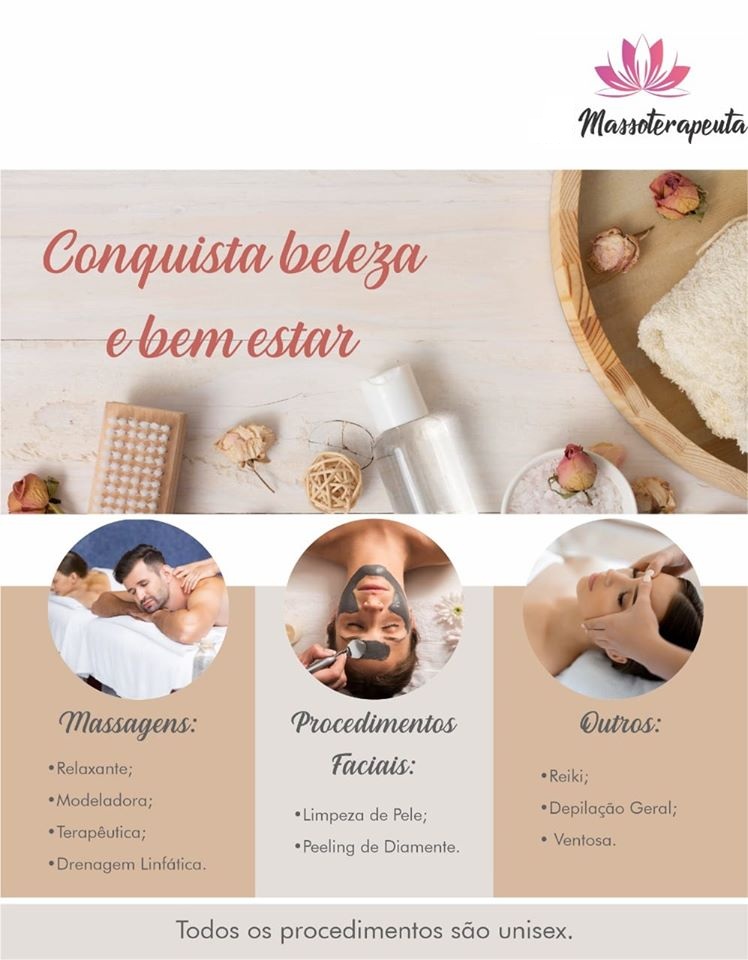 Massoterapeuta
Conquista beleza
e bem estar
Massagens:
•Relaxante;
•Modeladora;
•Terapêutica;
•Drenagem Linfática.
Procedimentos
Faciais:
•Limpeza de Pele;
•Peeling de Diamente.
Outros:
•Reiki;
•Depilação Geral;
• Ventosa.
Todos os procedimentos são unisex.